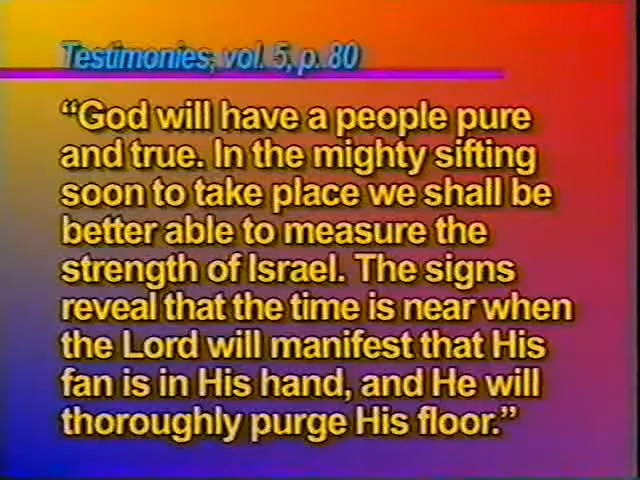 Testimonies, vol. 5, p. 80
“God will have a people pure
and true. In the mighty sifting
soon to take place we shall be
better able to measure the
strength of Israel. The signs
reveal that the time is near when
the Lord will manifest that His
fan is in His hand, and He will
thoroughly purge His floor.”